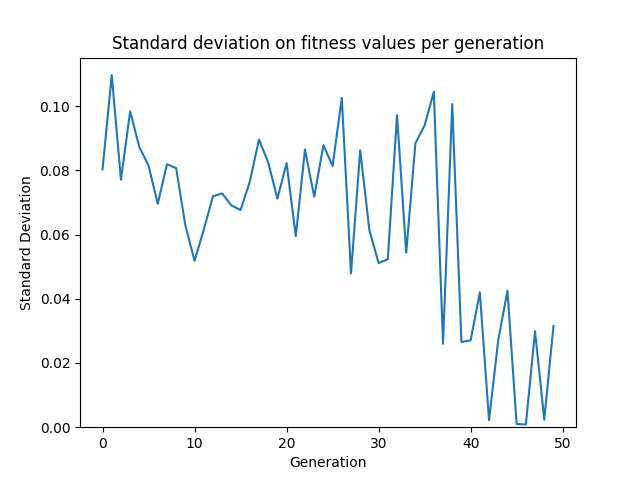 Standard deviation on fitness values per generation
0.10
0.08
0.06
0.04
0.02
0.00
Standard Deviation
0 10 20 30 40 50
Generation